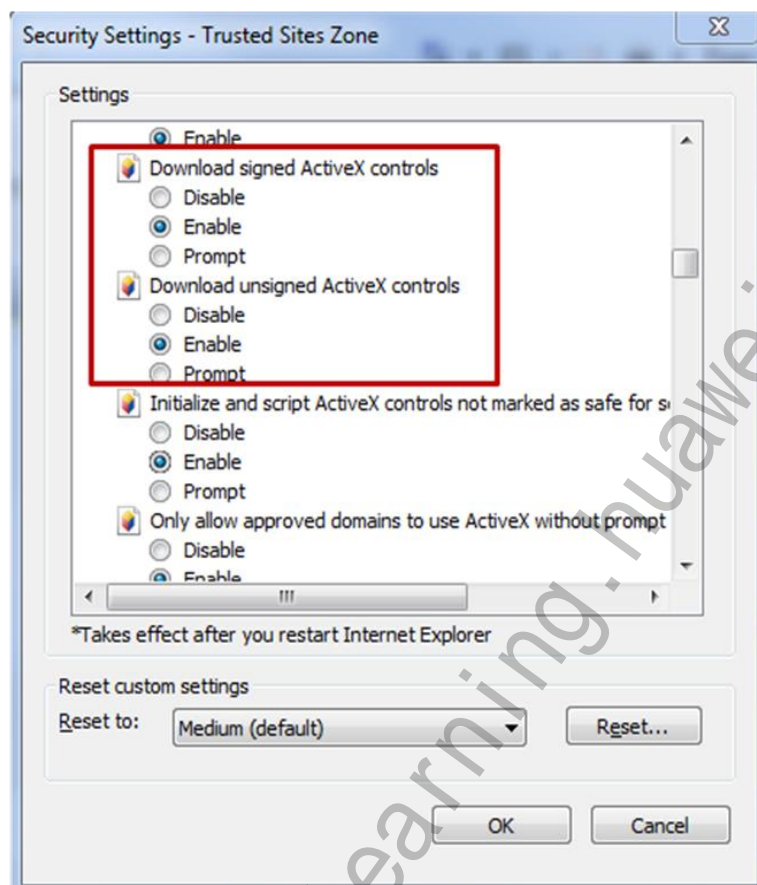 Security Settings - Trusted Sites Zone
Settings
Enable
Download signed ActiveX controls
Disable
Enable
Prompt
Download unsigned ActiveX controls
Disable
Enable
Prompt
Initialize and script ActiveX controls not marked as safe for
Disable
Enable
Prompt
Only allow approved domains to use ActiveX without prompt
Disable
Enable
*Takes effect after you restart Internet Explorer
Reset custom settings
Reset to:
Medium (default)
Reset...
OK
Cancel
earning.huawei.